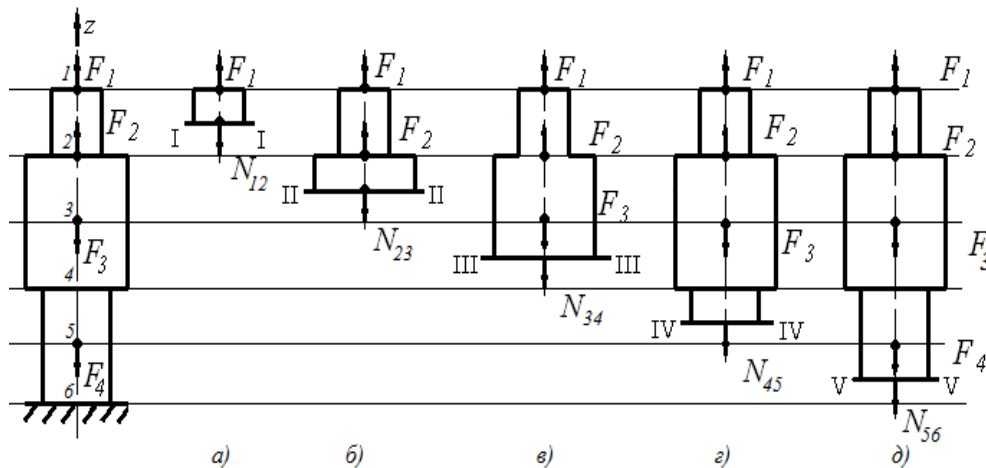 z
1 F1 F1 F1 F1 F1 F1
F2 I I F2 F2 F2 F2
2 N12
3 II II F3 F3 F3
F3 N23
4 III III
N34
5 IV IV F4
F4 N45 V V
6 N56
а) б) в) г) д)